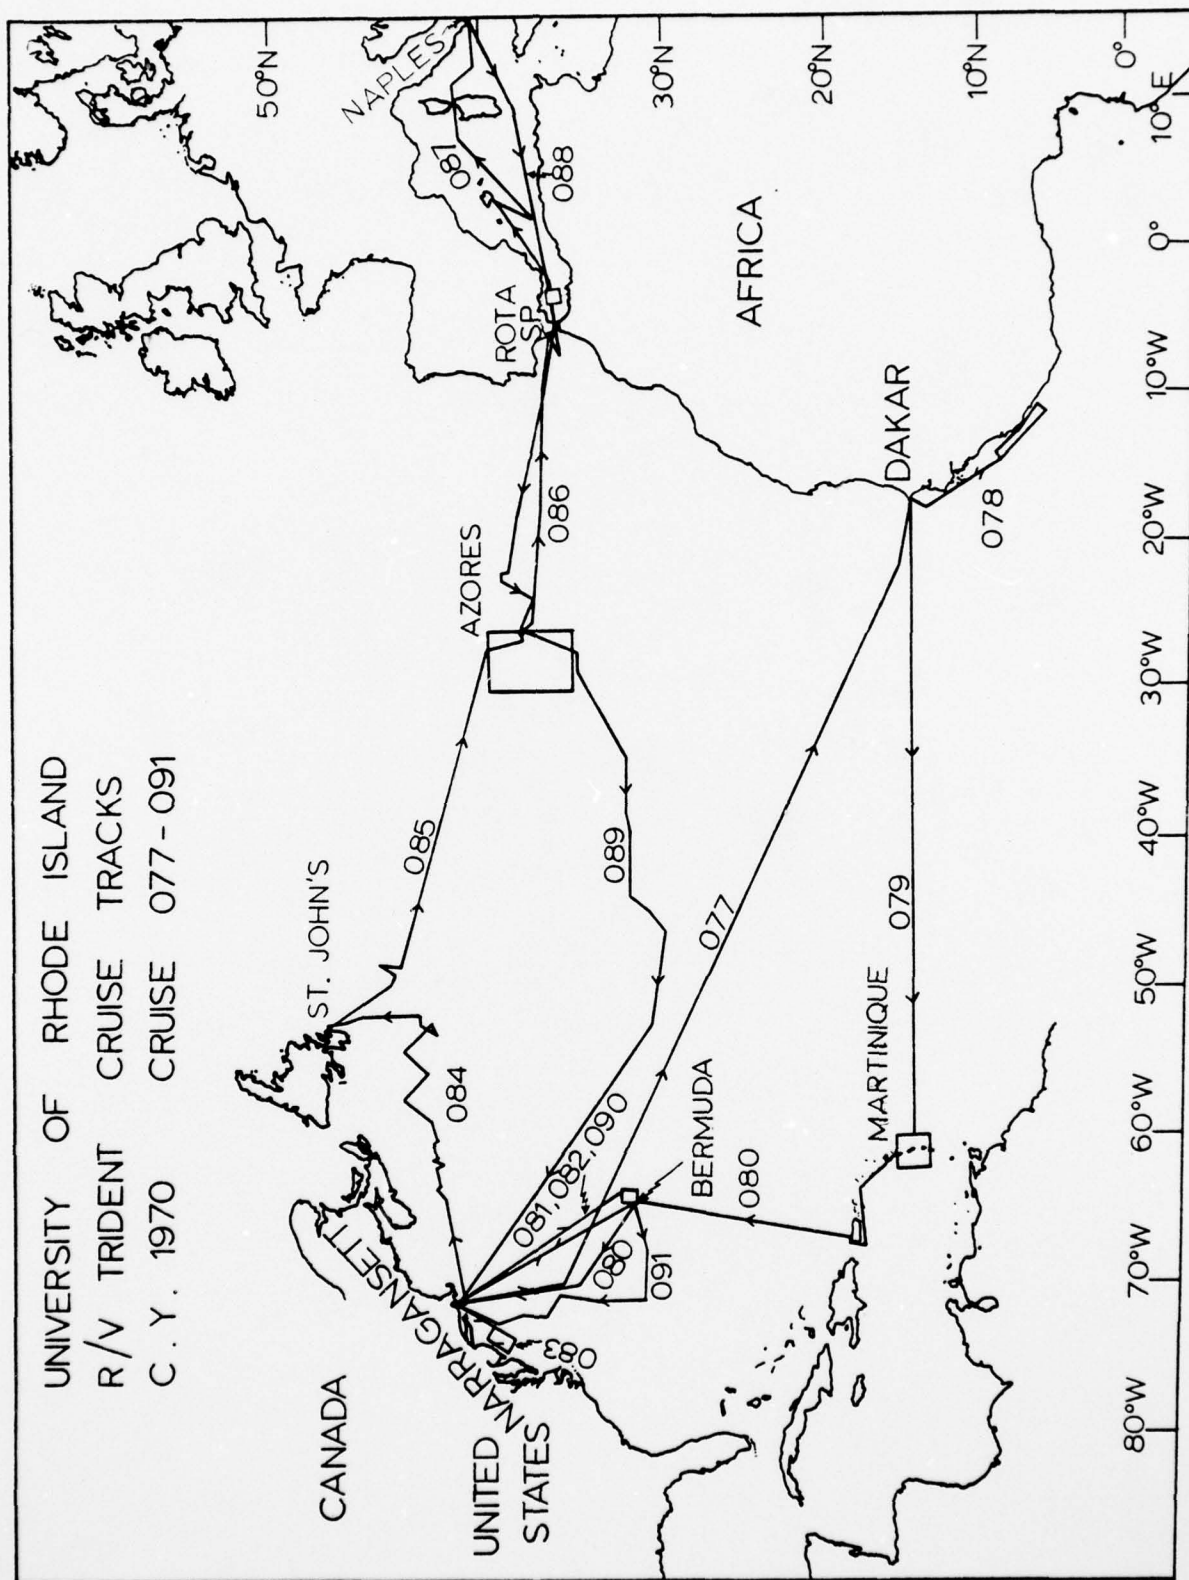 UNIVERSITY OF RHODE ISLAND
R/V TRIDENT CRUISE TRACKS
C.Y. 1970 CRUISE 077-091
CANADA
UNITED
STATES
NARRAGANSETT
ST. JOHN'S
AZORES
ROTA
SP.
NAPLES
AFRICA
DAKAR
MARTINIQUE
BERMUDA
084
085
086
087
088
089
077
078
079
080
080
081,082,090
083
091
50°N
30°N
20°N
10°N
0°
80°W
70°W
60°W
50°W
40°W
30°W
20°W
10°W
0°
10°E